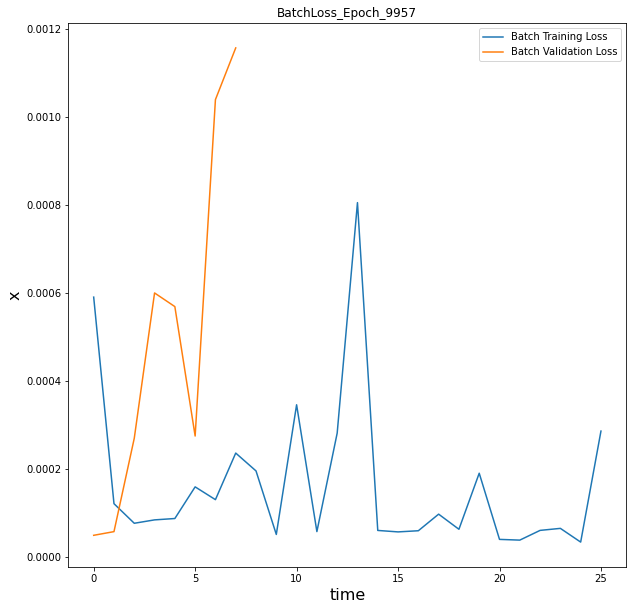 BatchLoss_Epoch_9957
Batch Training Loss
Batch Validation Loss
0.0012
0.0010
0.0008
0.0006
0.0004
0.0002
0.0000
x
0
5
10
15
20
25
time